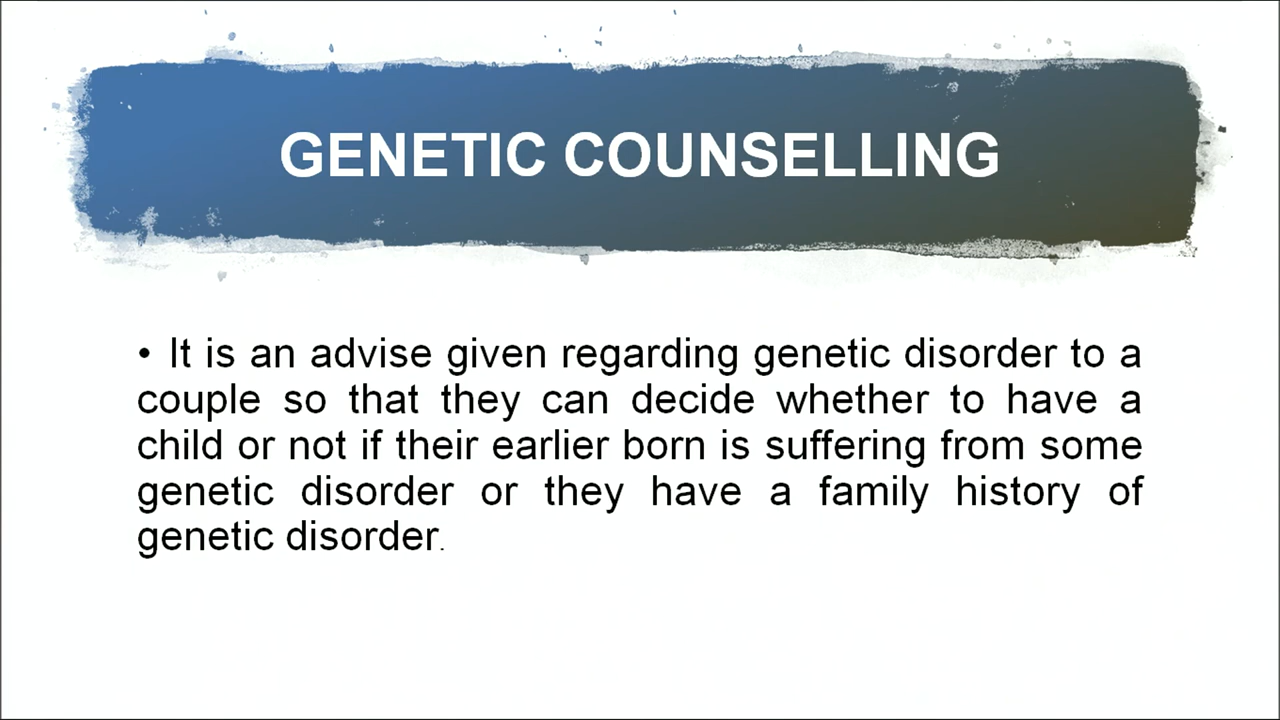 GENETIC COUNSELLING
• It is an advise given regarding genetic disorder to a
couple so that they can decide whether to have a
child or not if their earlier born is suffering from some
genetic disorder or they have a family history of
genetic disorder.